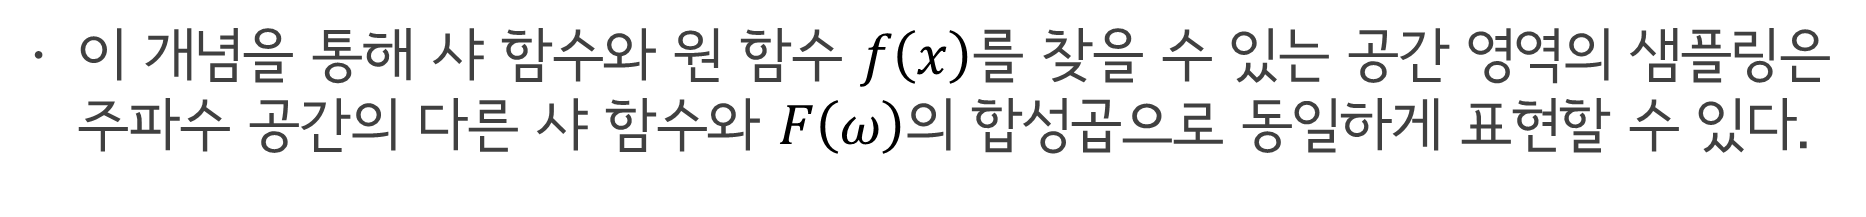 · 이 개념을 통해 샤 함수와 원 함수 f(x)를 찾을 수 있는 공간 영역의 샘플링은
주파수 공간의 다른 샤 함수와 F(ω)의 합성곱으로 동일하게 표현할 수 있다.